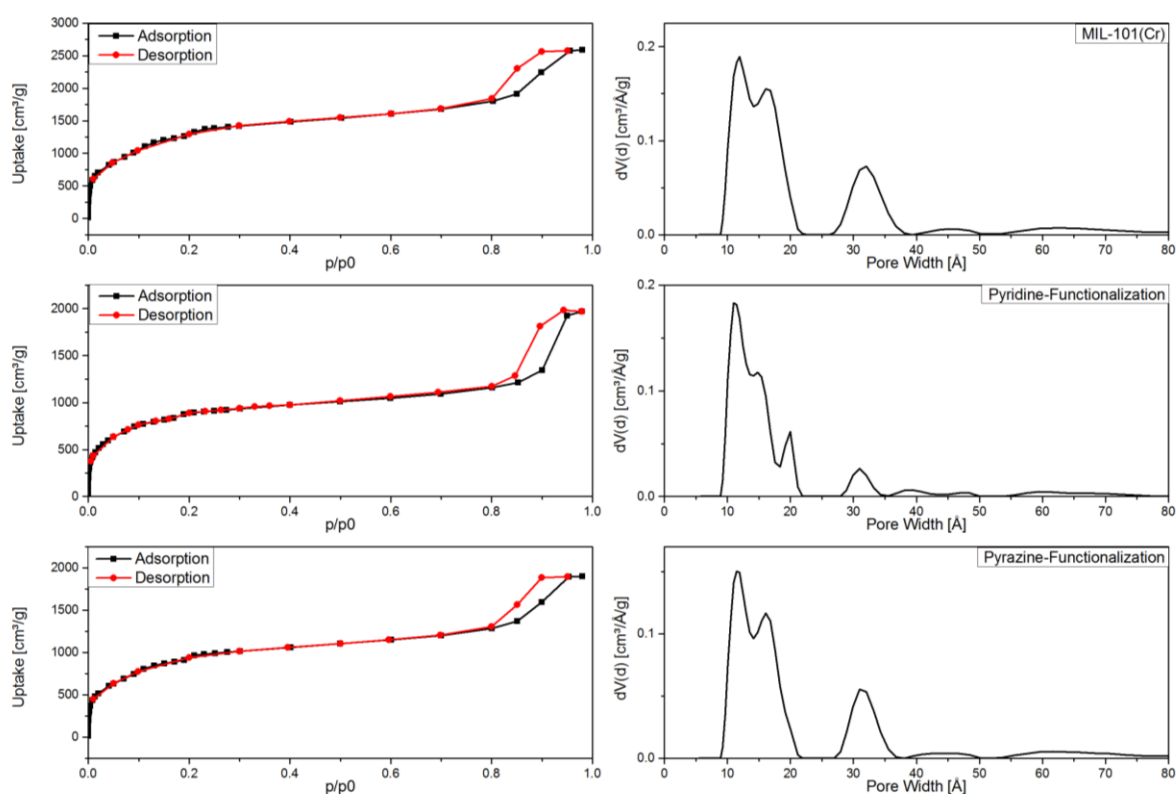 Adsorption
Desorption
Uptake [cm³/g]
3000
2500
2000
1500
1000
500
0
0.0 0.2 0.4 0.6 0.8 1.0
p/p0
MIL-101(Cr)
dV(d) [cm³/Å/g]
0.2
0.1
0.0
0 10 20 30 40 50 60 70 80
Pore Width [Å]
Adsorption
Desorption
Uptake [cm³/g]
2000
1500
1000
500
0
0.0 0.2 0.4 0.6 0.8 1.0
p/p0
Pyridine-Functionalization
dV(d) [cm³/Å/g]
0.2
0.1
0.0
0 10 20 30 40 50 60 70 80
Pore Width [Å]
Adsorption
Desorption
Uptake [cm³/g]
2000
1500
1000
500
0
0.0 0.2 0.4 0.6 0.8 1.0
p/p0
Pyrazine-Functionalization
dV(d) [cm³/Å/g]
0.1
0.0
0 10 20 30 40 50 60 70 80
Pore Width [Å]